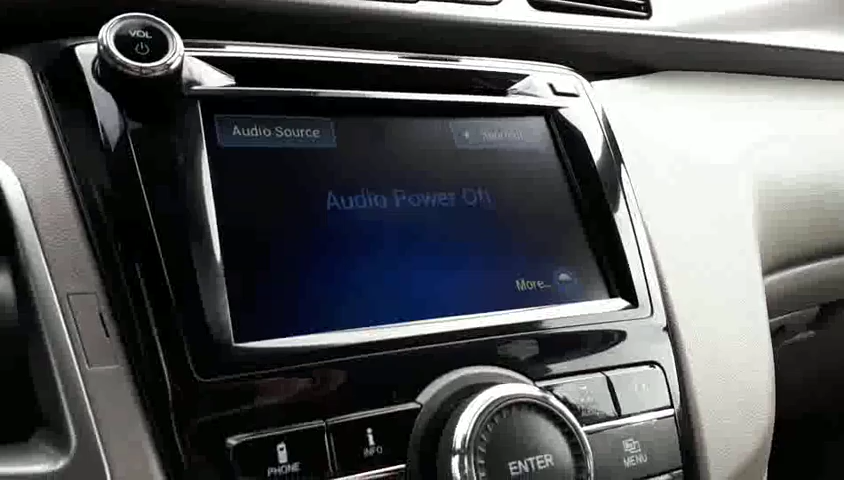 VOL
Audio Source
Audio Power Off
More...
PHONE
INFO
ENTER
MENU